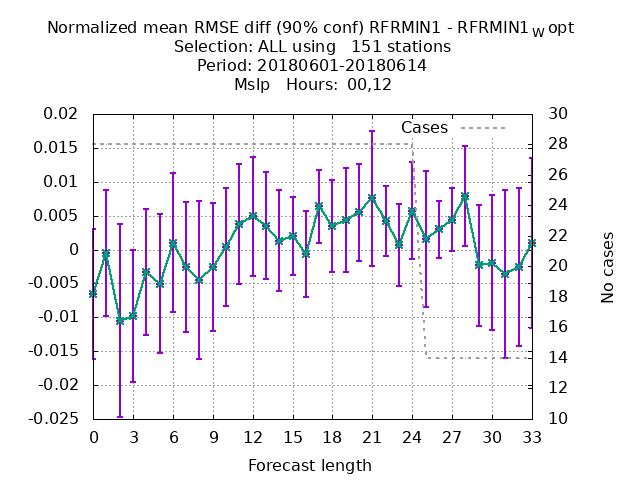 Normalized mean RMSE diff (90% conf) RFRMIN1 - RFRMIN1W opt
Selection: ALL using   151 stations
Period: 20180601-20180614
Mslp   Hours:  00,12
Cases
0.02
0.015
0.01
0.005
0
-0.005
-0.01
-0.015
-0.02
-0.025
30
28
26
24
22
20
18
16
14
12
10
No cases
0 3 6 9 12 15 18 21 24 27 30 33
Forecast length